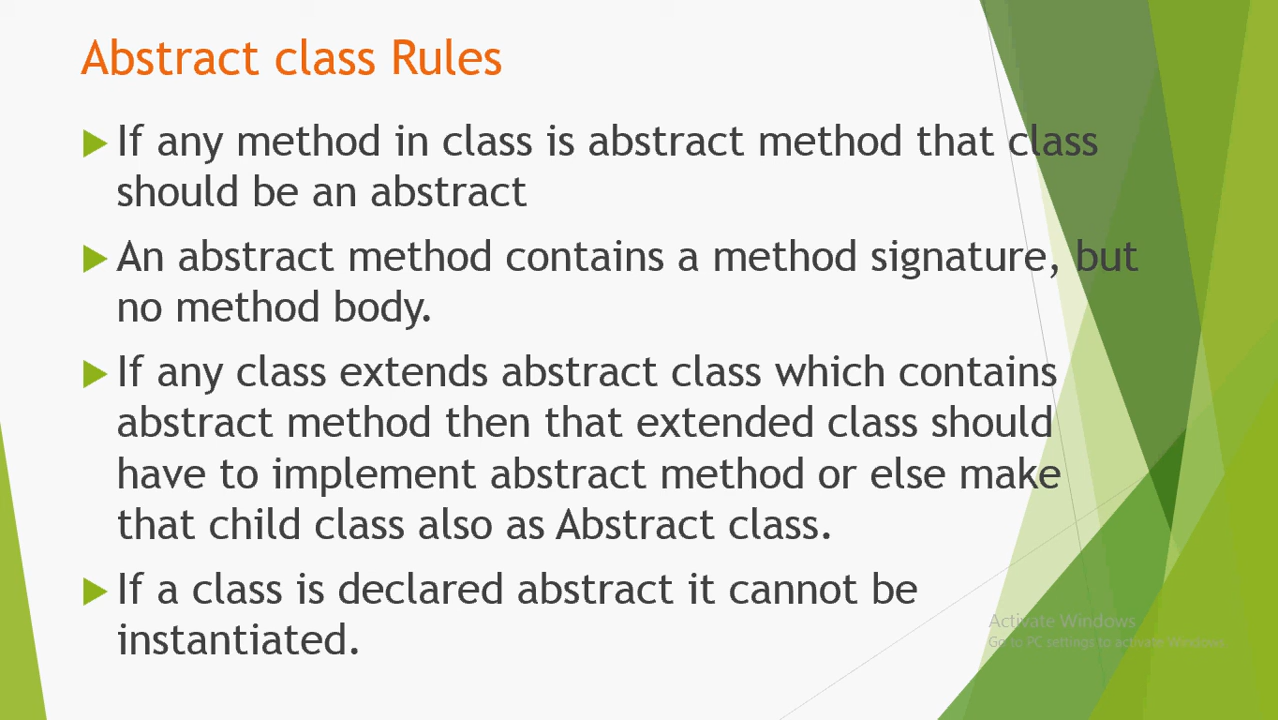 Abstract class Rules
If any method in class is abstract method that class
should be an abstract
An abstract method contains a method signature, but
no method body.
If any class extends abstract class which contains
abstract method then that extended class should
have to implement abstract method or else make
that child class also as Abstract class.
If a class is declared abstract it cannot be
instantiated.
Activate Windows
Go to PC settings to activate Windows.